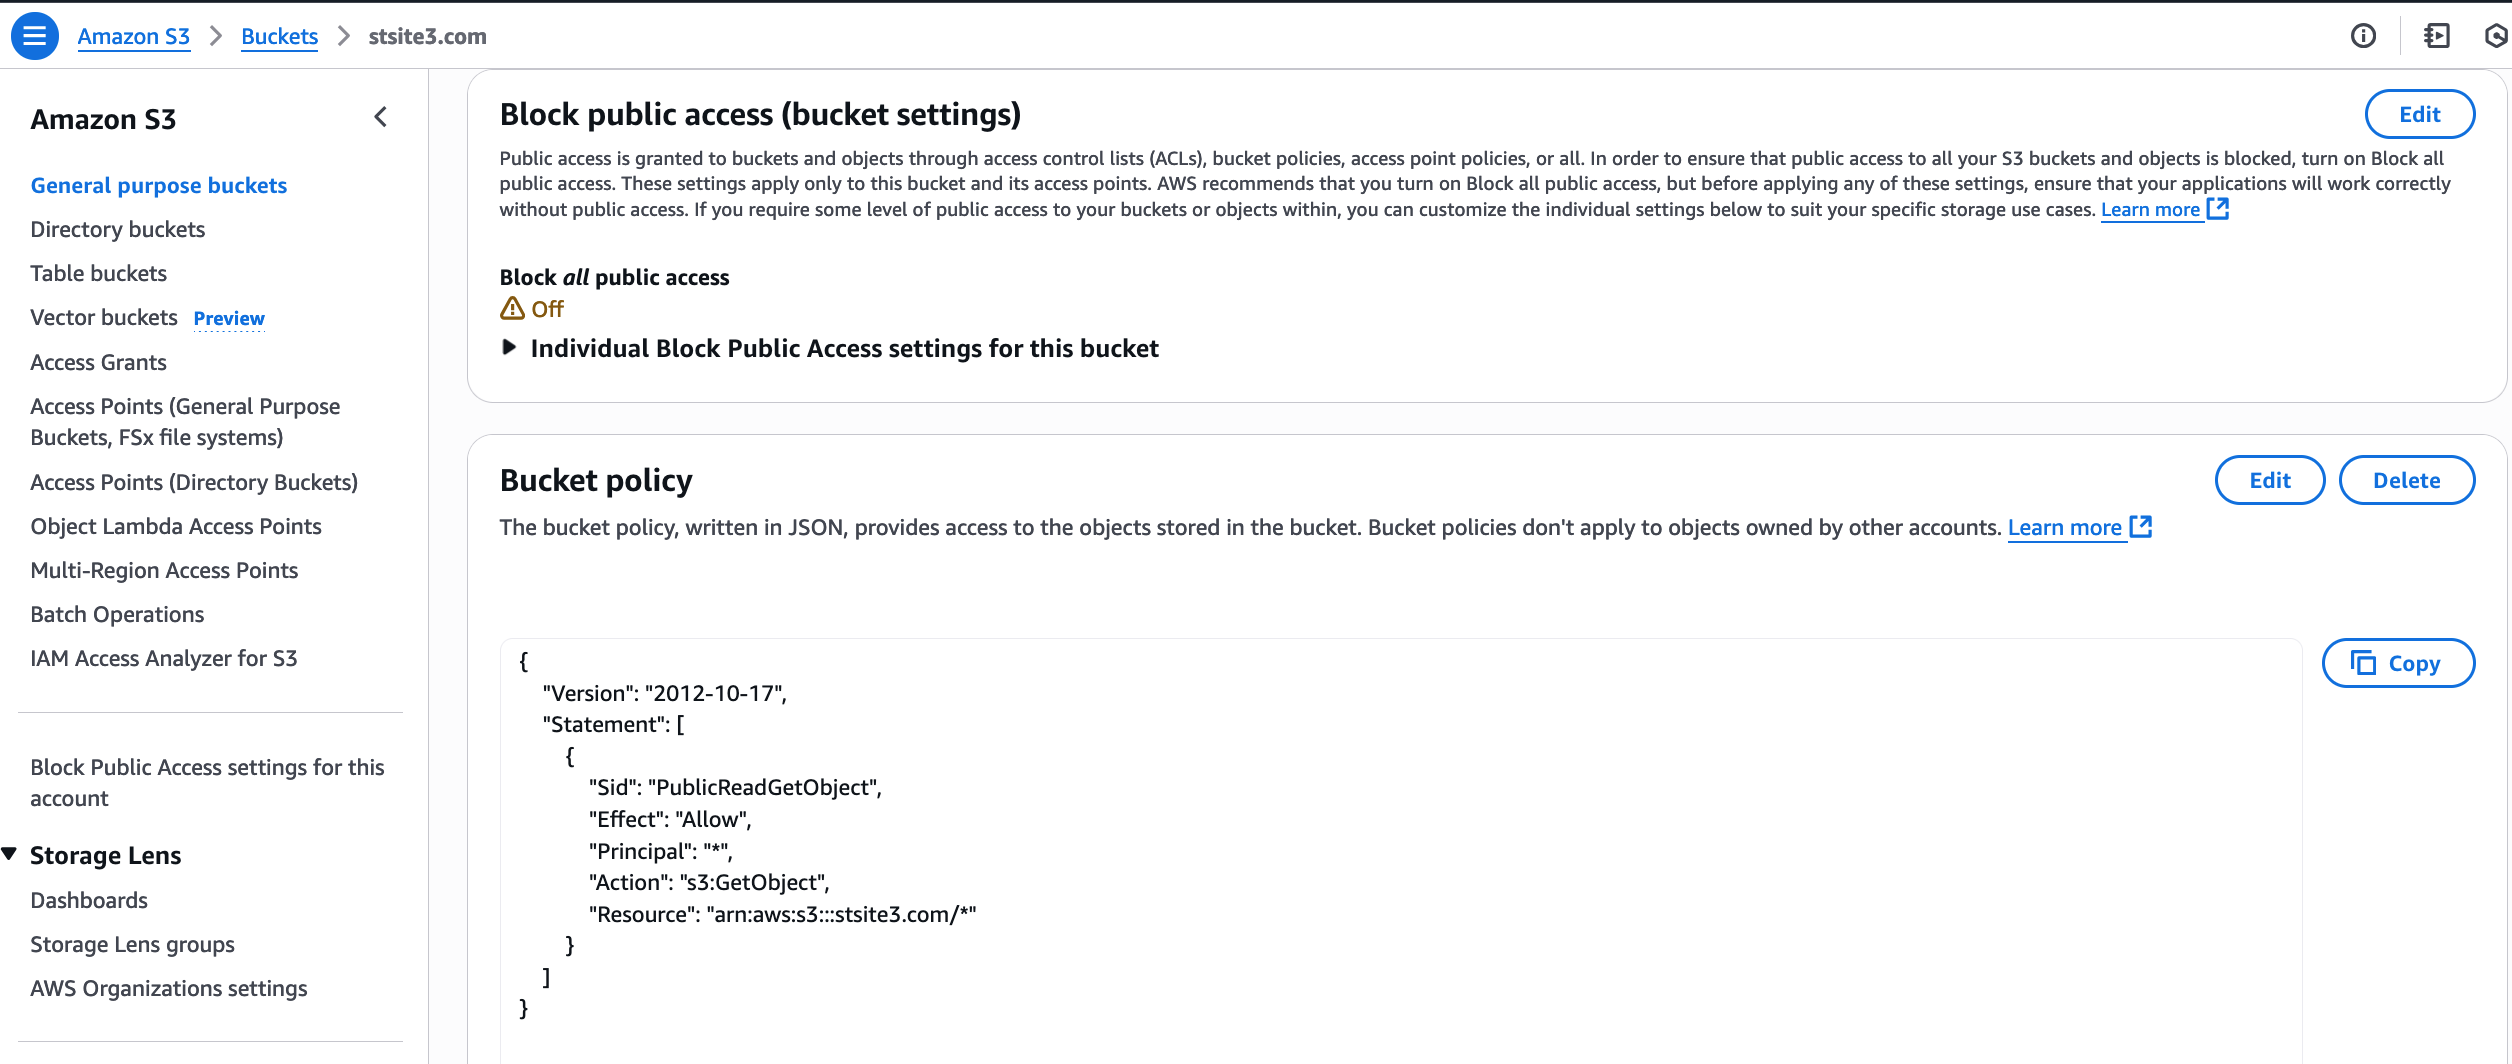 Amazon S3 > Buckets > stsite3.com
Amazon S3
General purpose buckets
Directory buckets
Table buckets
Vector buckets Preview
Access Grants
Access Points (General Purpose
Buckets, FSx file systems)
Access Points (Directory Buckets)
Object Lambda Access Points
Multi-Region Access Points
Batch Operations
IAM Access Analyzer for S3
Block Public Access settings for this
account
Storage Lens
Dashboards
Storage Lens groups
AWS Organizations settings
Block public access (bucket settings)
Edit
Public access is granted to buckets and objects through access control lists (ACLs), bucket policies, access point policies, or all. In order to ensure that public access to all your S3 buckets and objects is blocked, turn on Block all
public access. These settings apply only to this bucket and its access points. AWS recommends that you turn on Block all public access, but before applying any of these settings, ensure that your applications will work correctly
without public access. If you require some level of public access to your buckets or objects within, you can customize the individual settings below to suit your specific storage use cases. Learn more
Block all public access
Off
Individual Block Public Access settings for this bucket
Bucket policy
Edit
Delete
The bucket policy, written in JSON, provides access to the objects stored in the bucket. Bucket policies don't apply to objects owned by other accounts. Learn more
Copy
{
"Version": "2012-10-17",
"Statement": [
{
"Sid": "PublicReadGetObject",
"Effect": "Allow",
"Principal": "*",
"Action": "s3:GetObject",
"Resource": "arn:aws:s3:::stsite3.com/*"
}
]
}